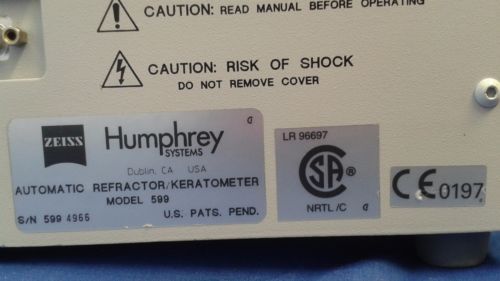 CAUTION: READ MANUAL BEFORE OPERATING
CAUTION: RISK OF SHOCK
DO NOT REMOVE COVER
ZEISS
Humphrey
SYSTEMS
Dublin, CA USA
AUTOMATIC REFRACTOR/KERATOMETER
MODEL 599
S/N 599 4966 U.S. PATS. PEND.
LR 96697
CSA ®
NRTL/C
CE 0197